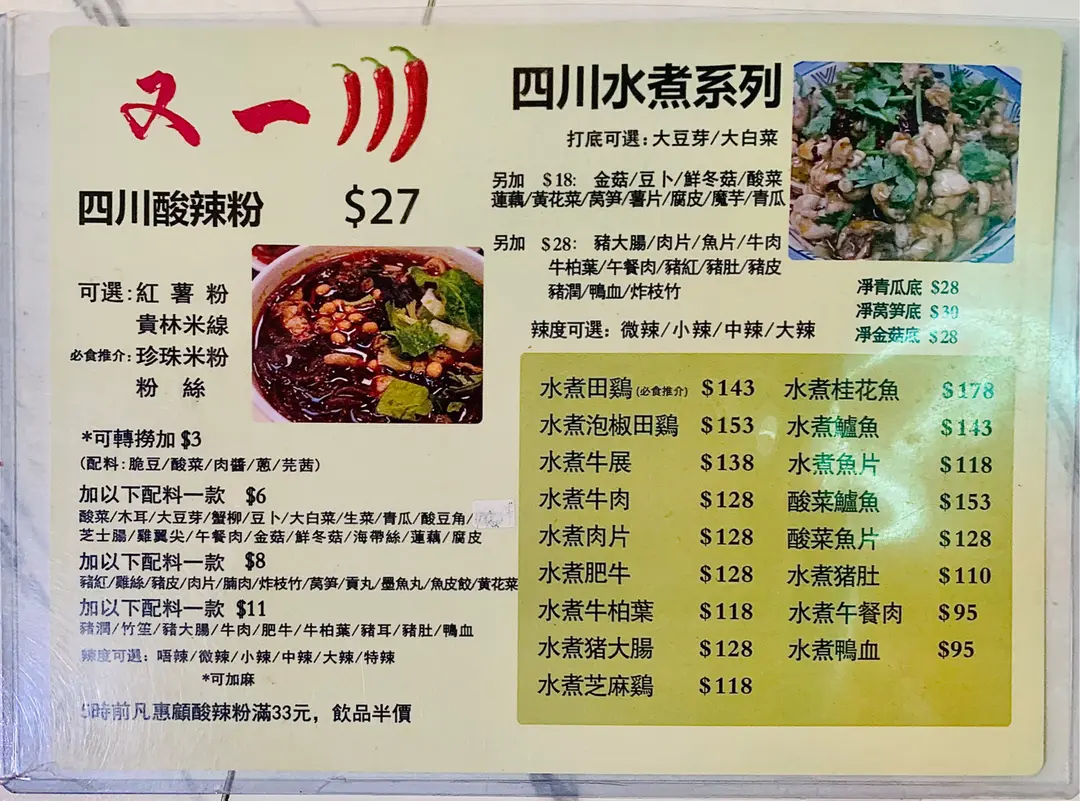 又一川
四川酸辣粉 $27
可選:紅薯粉
貴林米線
必食推介:珍珠米粉
粉絲
*可轉撈加 $3
(配料:脆豆/酸菜/肉醬/蔥/芫茜)
加以下配料一款 $6
酸菜/木耳/大豆芽/蟹柳/豆卜/大白菜/生菜/青瓜/酸豆角/
芝士腸/雞翼尖/午餐肉/金菇/鮮冬菇/海帶絲/蓮藕/腐皮
加以下配料一款 $8
豬紅/雞絲/豬皮/肉片/腩肉/炸枝竹/萵笋/貢丸/墨魚丸/魚皮餃/黃花菜
加以下配料一款 $11
豬潤/竹笙/豬大腸/牛肉/肥牛/牛柏葉/豬耳/豬肚/鴨血
辣度可選: 唔辣/微辣/小辣/中辣/大辣/特辣
*可加麻
5時前凡惠顧酸辣粉滿33元，飲品半價
四川水煮系列
打底可選: 大豆芽/大白菜
另加 $18: 金菇/豆卜/鮮冬菇/酸菜
蓮藕/黃花菜/萵笋/薯片/腐皮/魔芋/青瓜
另加 $28: 豬大腸/肉片/魚片/牛肉
牛柏葉/午餐肉/豬紅/豬肚/豬皮
豬潤/鴨血/炸枝竹
凈青瓜底 $28
凈萵笋底 $30
凈金菇底 $28
辣度可選: 微辣/小辣/中辣/大辣
水煮田鷄(必食推介) $143
水煮泡椒田鷄 $153
水煮牛展 $138
水煮牛肉 $128
水煮肉片 $128
水煮肥牛 $128
水煮牛柏葉 $118
水煮猪大腸 $128
水煮芝麻鷄 $118
水煮桂花魚 $178
水煮鱸魚 $143
水煮魚片 $118
酸菜鱸魚 $153
酸菜魚片 $128
水煮猪肚 $110
水煮午餐肉 $95
水煮鴨血 $95